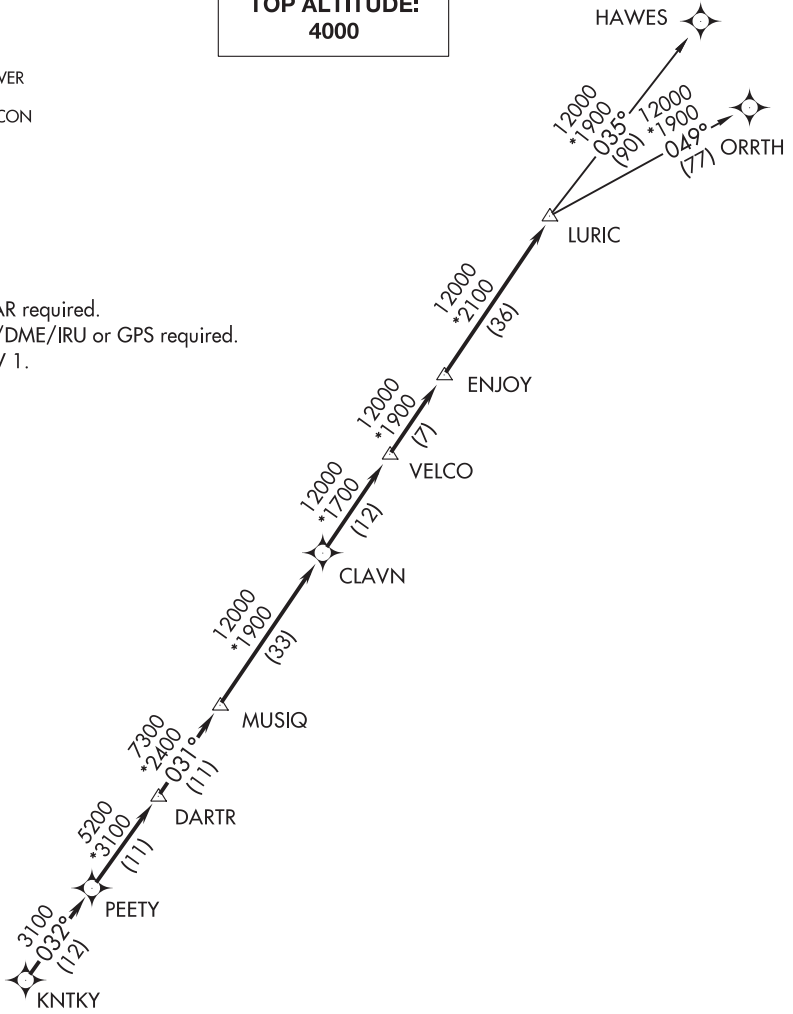 TOP ALTITUDE:
4000
HAWES
VER
CON
12000
*1900
035°
(90)
12000
*1900
049°
(77)
ORRTH
LURIC
AR required.
/DME/IRU or GPS required.
V 1.
12000
*2100
(36)
ENJOY
12000
*1900
(7)
VELCO
12000
*1700
(12)
CLAVN
12000
*1900
(33)
MUSIQ
7300
*2400
031°
(11)
DARTR
5200
*3100
(11)
PEETY
3100
032°
(12)
KNTKY